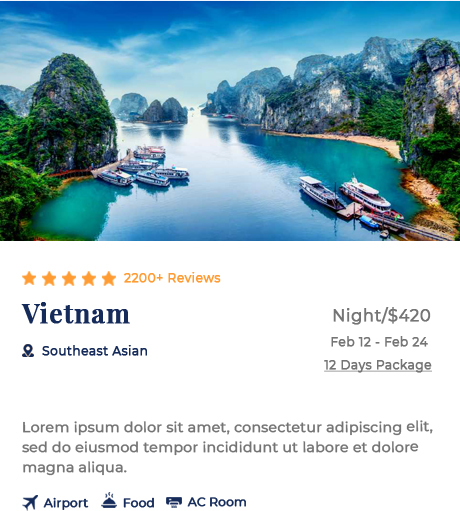 2200+ Reviews
Vietnam
Night/$420
Southeast Asian
Feb 12 - Feb 24
12 Days Package
Lorem ipsum dolor sit amet, consectetur adipiscing elit,
sed do eiusmod tempor incididunt ut labore et dolore
magna aliqua.
Airport Food AC Room